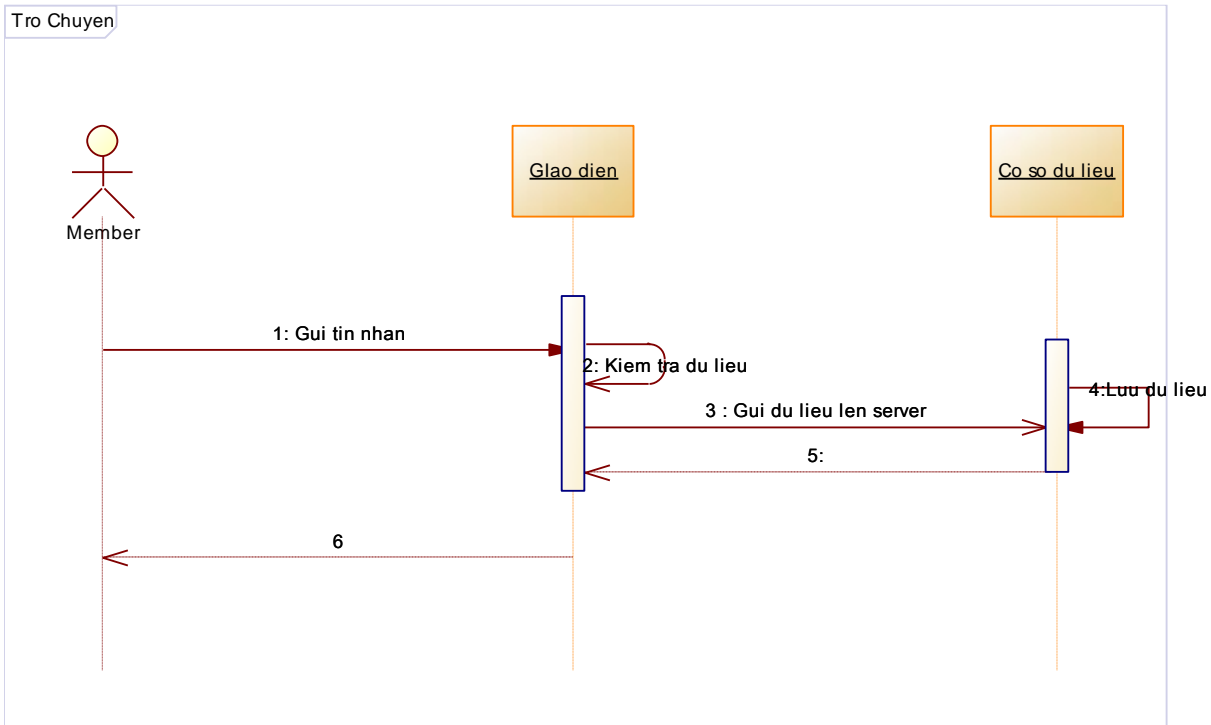 Tro Chuyen
GIao dien
Co so du lieu
Member
1: Gui tin nhan
2: Kiem tra du lieu
4:Luu du lieu
3 : Gui du lieu len server
5:
6